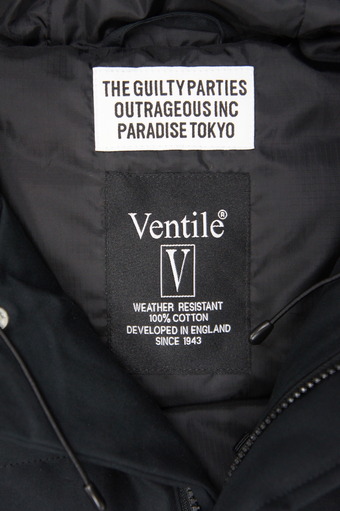 THE GUILTY PARTIES
OUTRAGEOUS INC
PARADISE TOKYO
Ventile®
V
WEATHER RESISTANT
100% COTTON
DEVELOPED IN ENGLAND
SINCE 1943